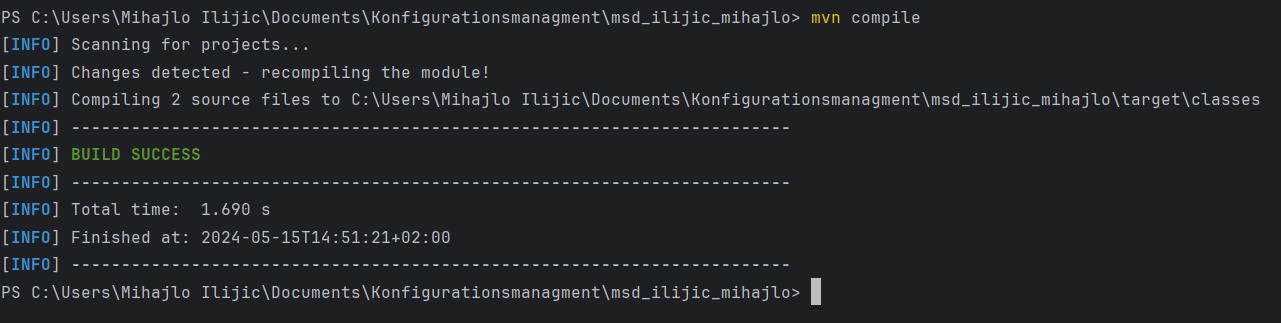 PS C:\Users\Mihajlo Ilijic\Documents\Konfigurationsmanagment\msd_ilijic_mihajlo> mvn compile
[INFO] Scanning for projects...
[INFO] Changes detected - recompiling the module!
[INFO] Compiling 2 source files to C:\Users\Mihajlo Ilijic\Documents\Konfigurationsmanagment\msd_ilijic_mihajlo\target\classes
[INFO] ------------------------------------------------------------------------
[INFO] BUILD SUCCESS
[INFO] ------------------------------------------------------------------------
[INFO] Total time:  1.690 s
[INFO] Finished at: 2024-05-15T14:51:21+02:00
[INFO] ------------------------------------------------------------------------
PS C:\Users\Mihajlo Ilijic\Documents\Konfigurationsmanagment\msd_ilijic_mihajlo>